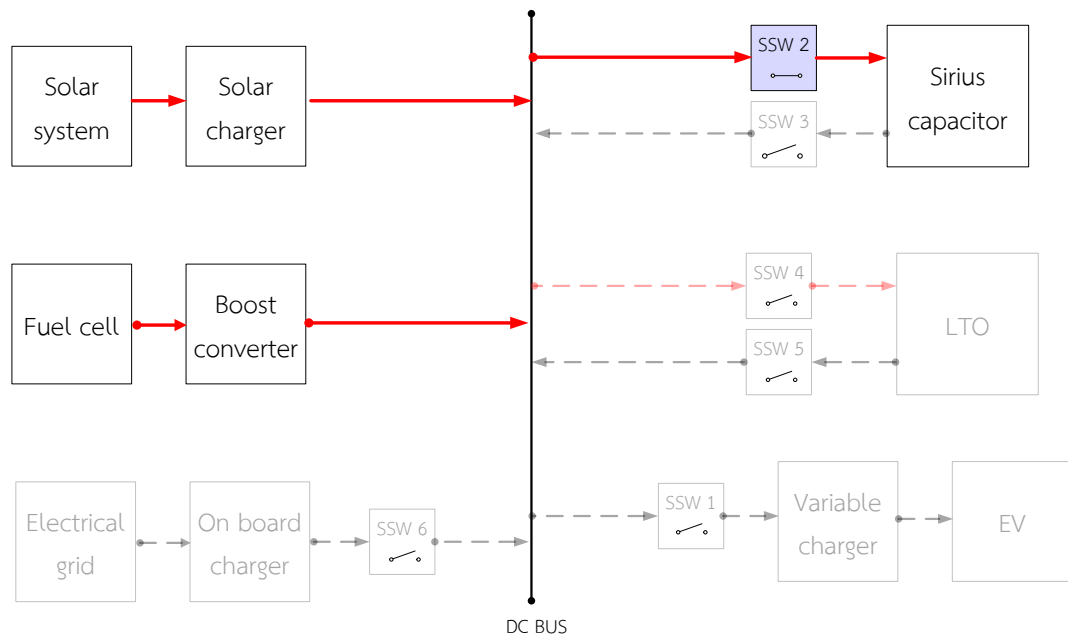 Solar
system
Solar
charger
SSW 2
SSW 3
Sirius
capacitor
Fuel cell
Boost
converter
SSW 4
SSW 5
LTO
Electrical
grid
On board
charger
SSW 6
SSW 1
Variable
charger
EV
DC BUS